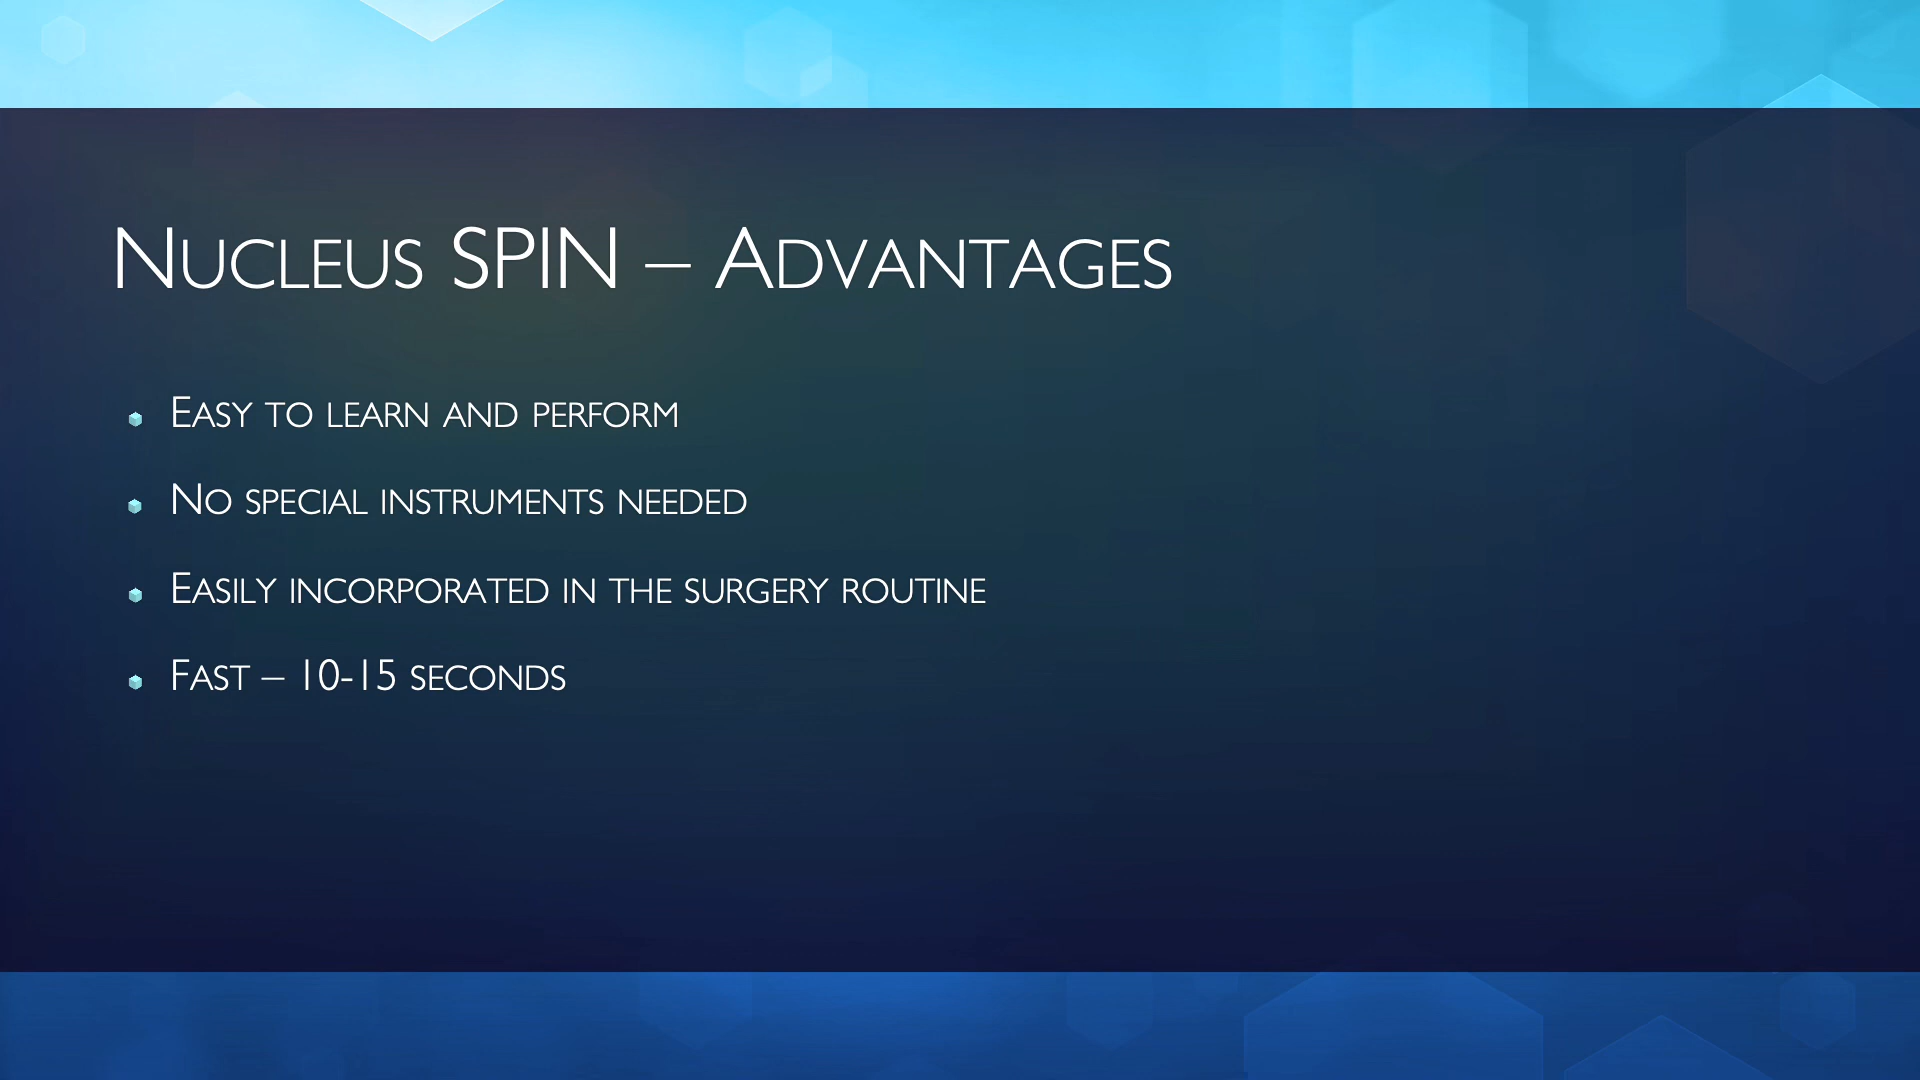 Nucleus SPIN – Advantages
Easy to learn and perform
No special instruments needed
Easily incorporated in the surgery routine
Fast – 10-15 seconds